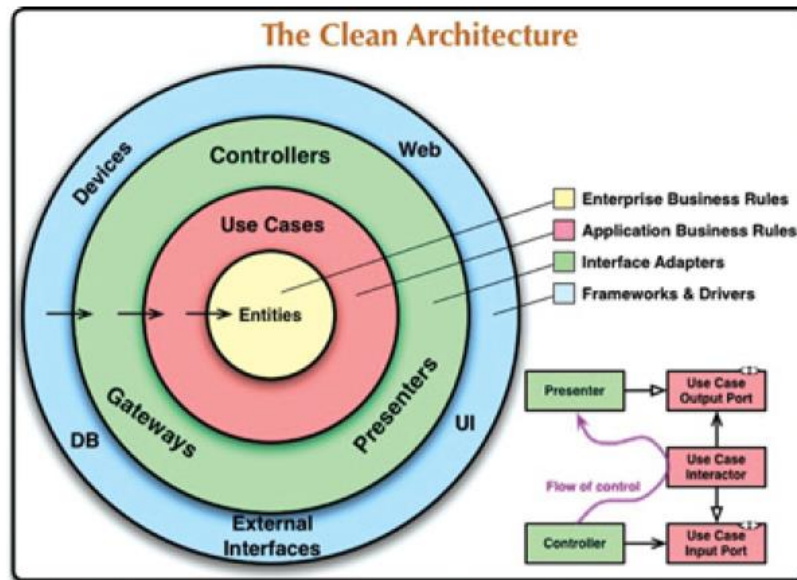 The Clean Architecture
Devices
Web
Controllers
Use Cases
Entities
Gateways
Presenters
DB
UI
External
Interfaces
Enterprise Business Rules
Application Business Rules
Interface Adapters
Frameworks & Drivers
Presenter
Use Case
Output Port
Flow of control
Use Case
Interactor
Controller
Use Case
Input Port